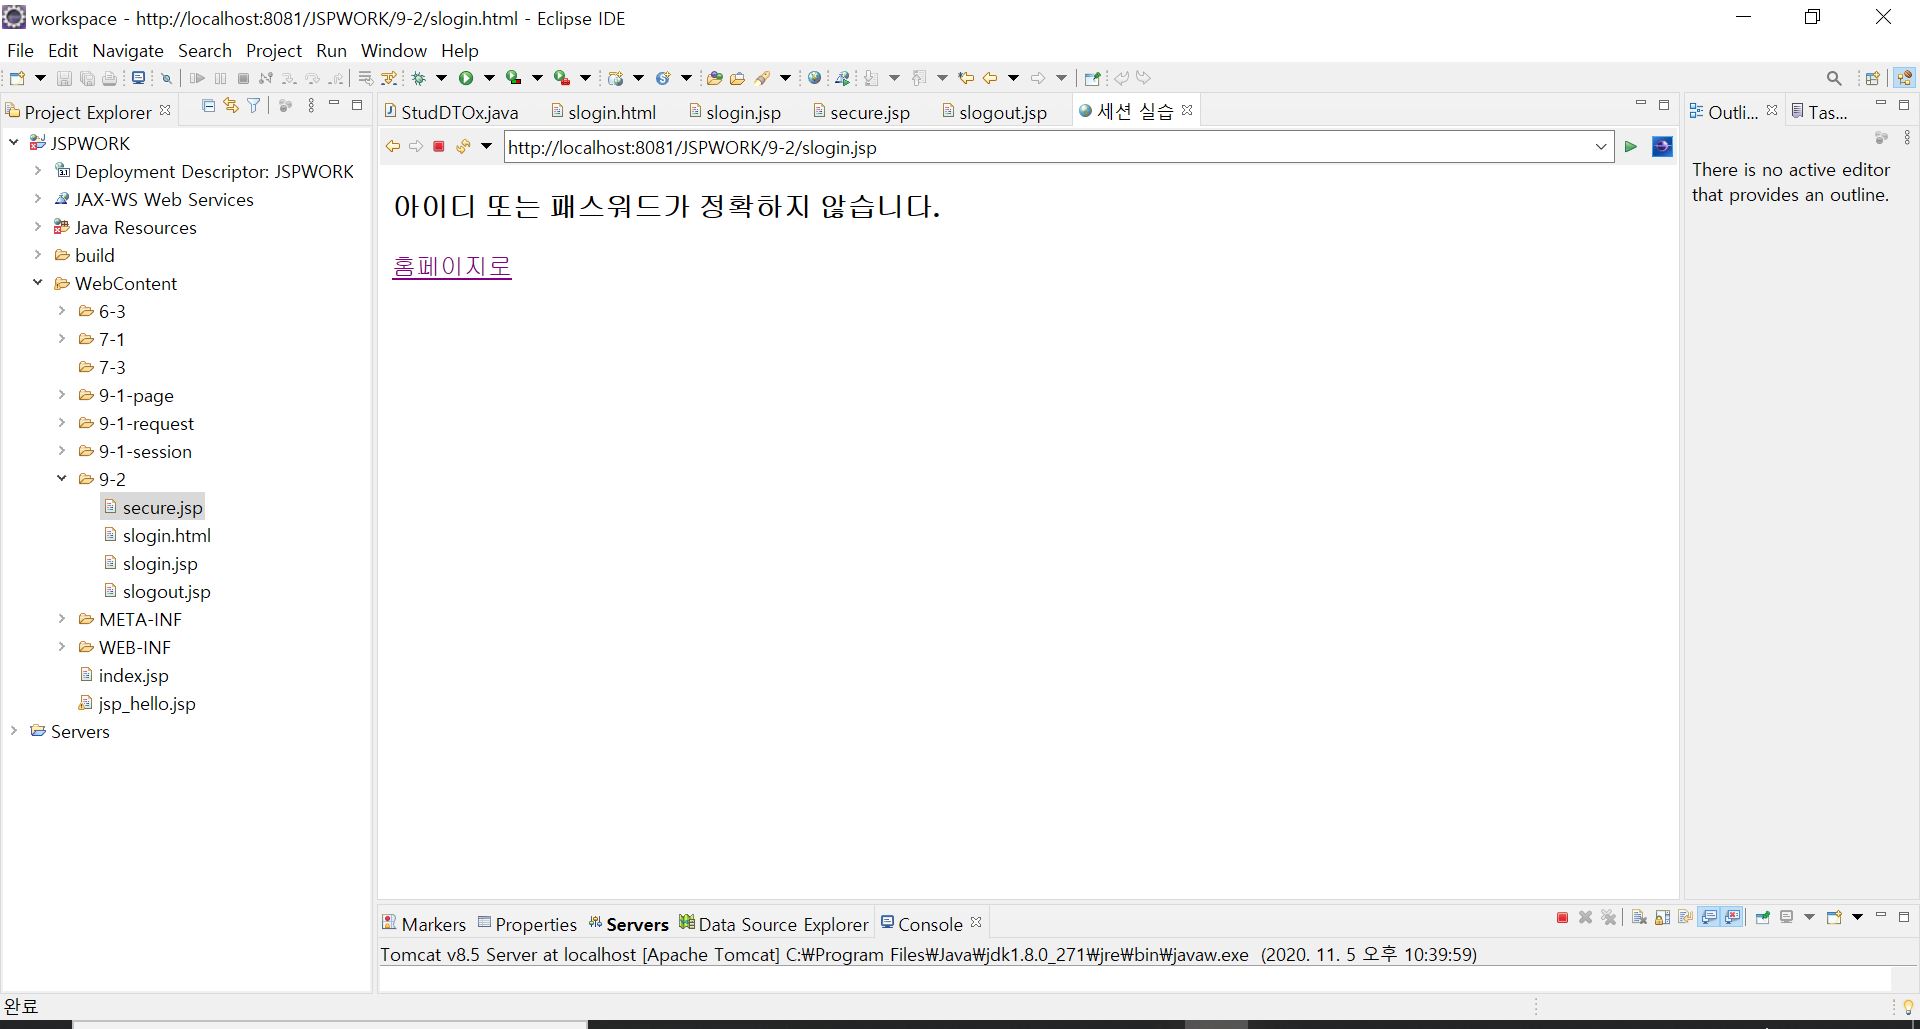 workspace - http://localhost:8081/JSPWORK/9-2/slogin.html - Eclipse IDE
File Edit Navigate Search Project Run Window Help
Project Explorer
JSPWORK
Deployment Descriptor: JSPWORK
JAX-WS Web Services
Java Resources
build
WebContent
6-3
7-1
7-3
9-1-page
9-1-request
9-1-session
9-2
secure.jsp
slogin.html
slogin.jsp
slogout.jsp
META-INF
WEB-INF
index.jsp
jsp_hello.jsp
Servers
StudDTOx.java slogin.html slogin.jsp secure.jsp slogout.jsp 세션 실습
http://localhost:8081/JSPWORK/9-2/slogin.jsp
아이디 또는 패스워드가 정확하지 않습니다.
홈페이지로
Outli... Tas...
There is no active editor
that provides an outline.
Markers Properties Servers Data Source Explorer Console
Tomcat v8.5 Server at localhost [Apache Tomcat] C:₩Program Files₩Java₩jdk1.8.0_271₩jre₩bin₩javaw.exe (2020. 11. 5 오후 10:39:59)
완료